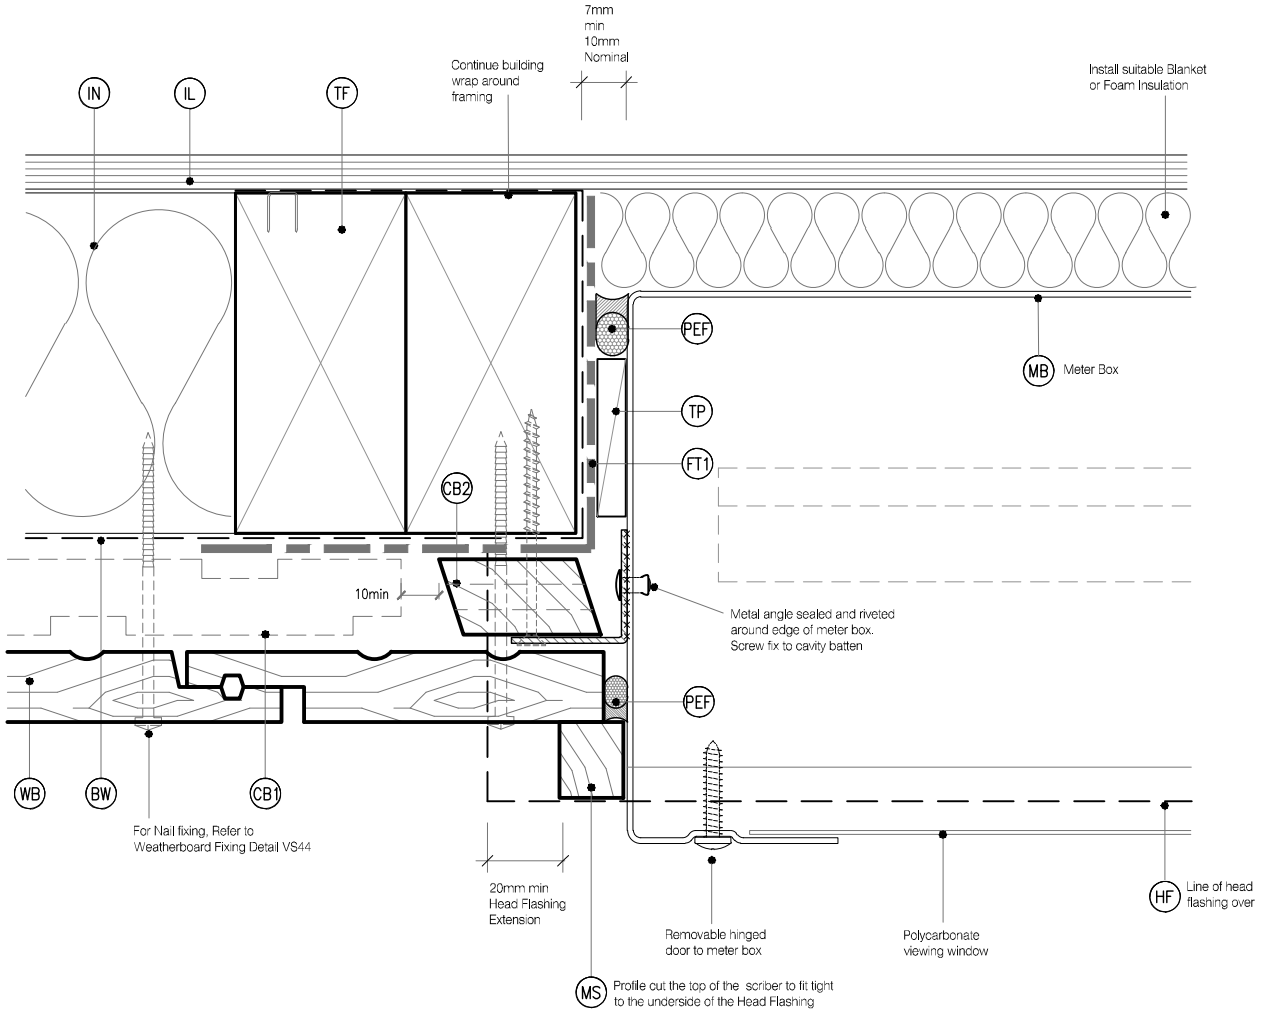 7mm
min
10mm
Nominal
Continue building
wrap around
framing
Install suitable Blanket
or Foam Insulation
IN
IL
TF
PEF
MB
Meter Box
TP
FT1
CB2
10min
Metal angle sealed and riveted
around edge of meter box.
Screw fix to cavity batten
PEF
WB
BW
CB1
For Nail fixing, Refer to
Weatherboard Fixing Detail VS44
20mm min
Head Flashing
Extension
HF
Line of head
flashing over
Removable hinged
door to meter box
Polycarbonate
viewing window
MS
Profile cut the top of the scriber to fit tight
to the underside of the Head Flashing